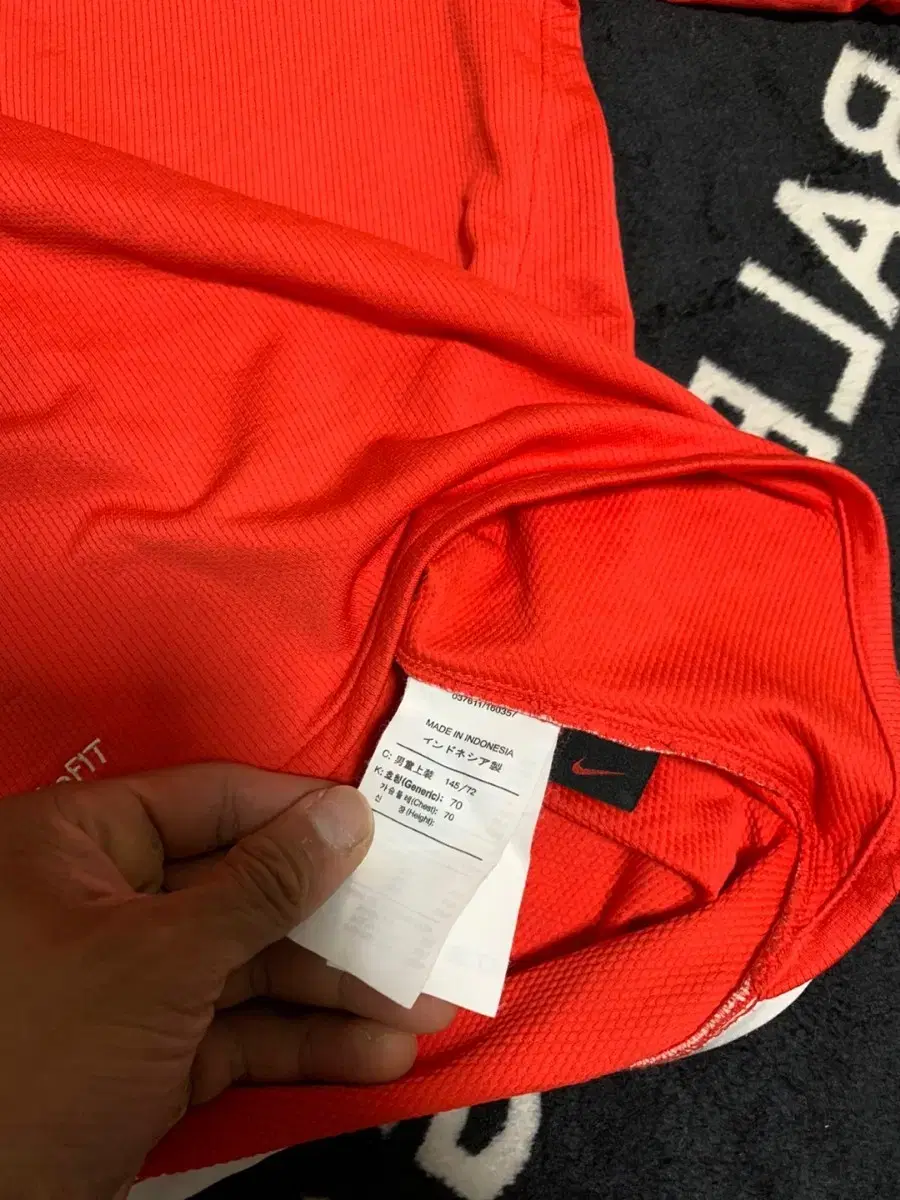 BALE
FIT
037611/160357
MADE IN INDONESIA
インドネシア製
C: 男童上装 145/72
K: 호칭(Generic): 70
가슴둘레(Chest): 70
신 장(Height):